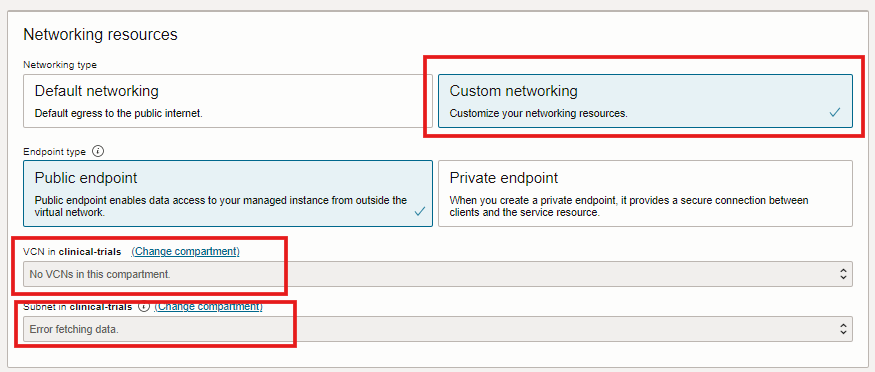 Networking resources
Networking type
Default networking
Default egress to the public internet.
Custom networking
Customize your networking resources.
Endpoint type
Public endpoint
Public endpoint enables data access to your managed instance from outside the
virtual network.
Private endpoint
When you create a private endpoint, it provides a secure connection between
clients and the service resource.
VCN in clinical-trials (Change compartment)
No VCNs in this compartment.
Subnet in clinical-trials (Change compartment)
Error fetching data.